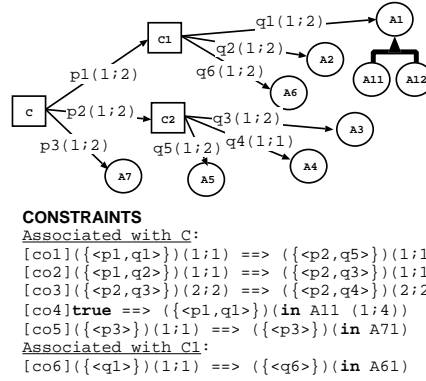 q1(1;2)
A1
C1
q2(1;2)
A2
A11
A12
p1(1;2)
q6(1;2)
A6
C
p2(1;2)
C2
q3(1;2)
A3
p3(1;2)
q5(1;2)
q4(1;1)
A4
A7
A5
CONSTRAINTS
Associated with C:
[co1]({<p1,q1>})(1;1) ==> ({<p2,q5>})(1;1
[co2]({<p1,q2>})(1;1) ==> ({<p2,q3>})(1;1
[co3]({<p2,q3>})(2;2) ==> ({<p2,q4>})(2;2
[co4]true ==> ({<p1,q1>})(in A11 (1;4))
[co5]({<p3>})(1;1) ==> ({<p3>})(in A71)
Associated with C1:
[co6]({<q1>})(1;1) ==> ({<q6>})(in A61)